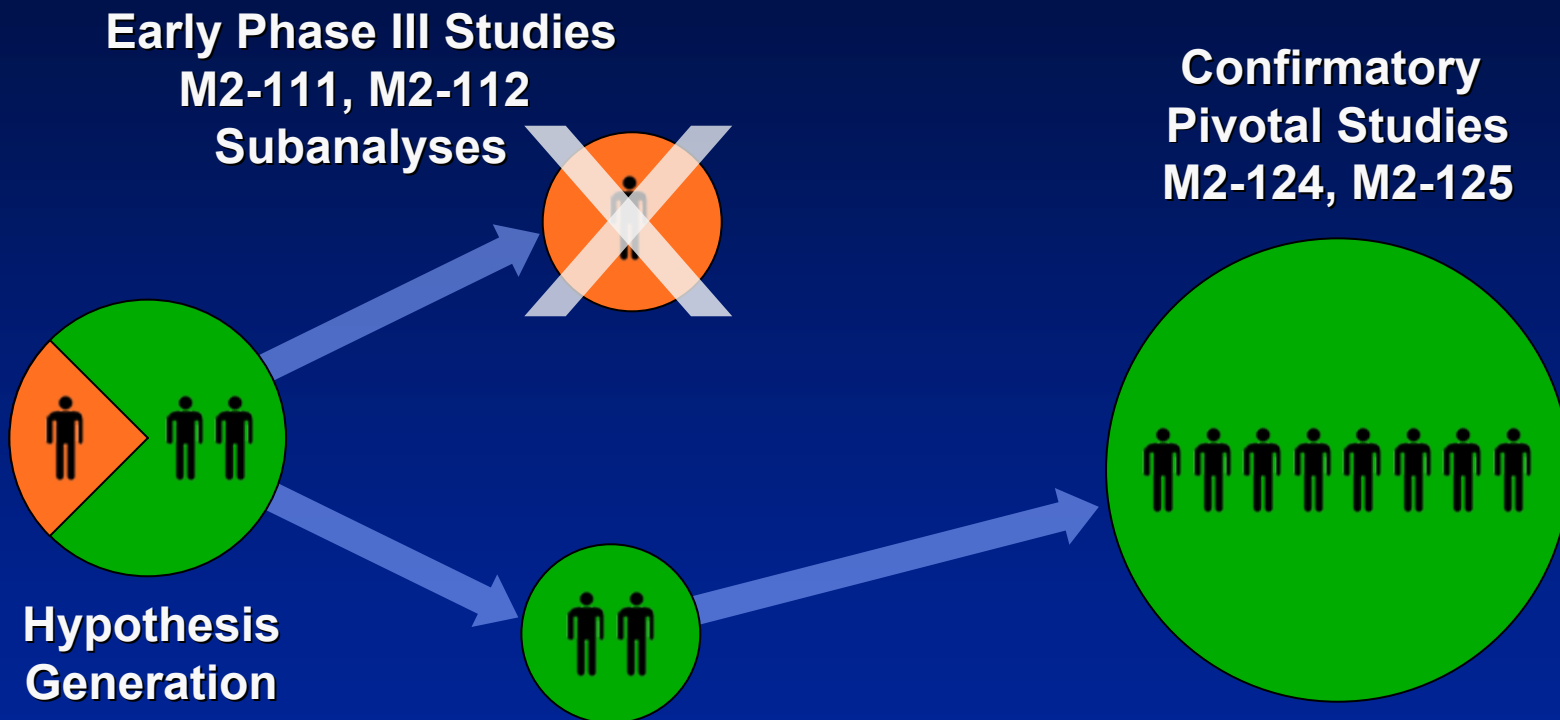 Early Phase III Studies
M2-111, M2-112
Subanalyses
Confirmatory
Pivotal Studies
M2-124, M2-125
Hypothesis
Generation